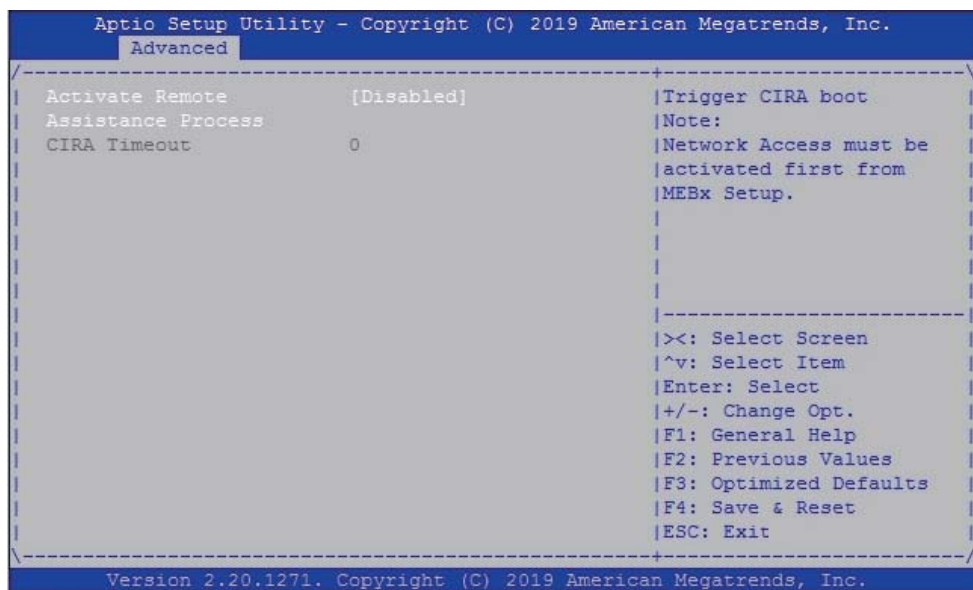 Aptio Setup Utility - Copyright (C) 2019 American Megatrends, Inc.
Advanced
Activate Remote [Disabled]
Assistance Process
CIRA Timeout 0
Trigger CIRA boot
Note:
Network Access must be
activated first from
MEBx Setup.
><: Select Screen
^v: Select Item
Enter: Select
+/-: Change Opt.
F1: General Help
F2: Previous Values
F3: Optimized Defaults
F4: Save & Reset
ESC: Exit
Version 2.20.1271. Copyright (C) 2019 American Megatrends, Inc.